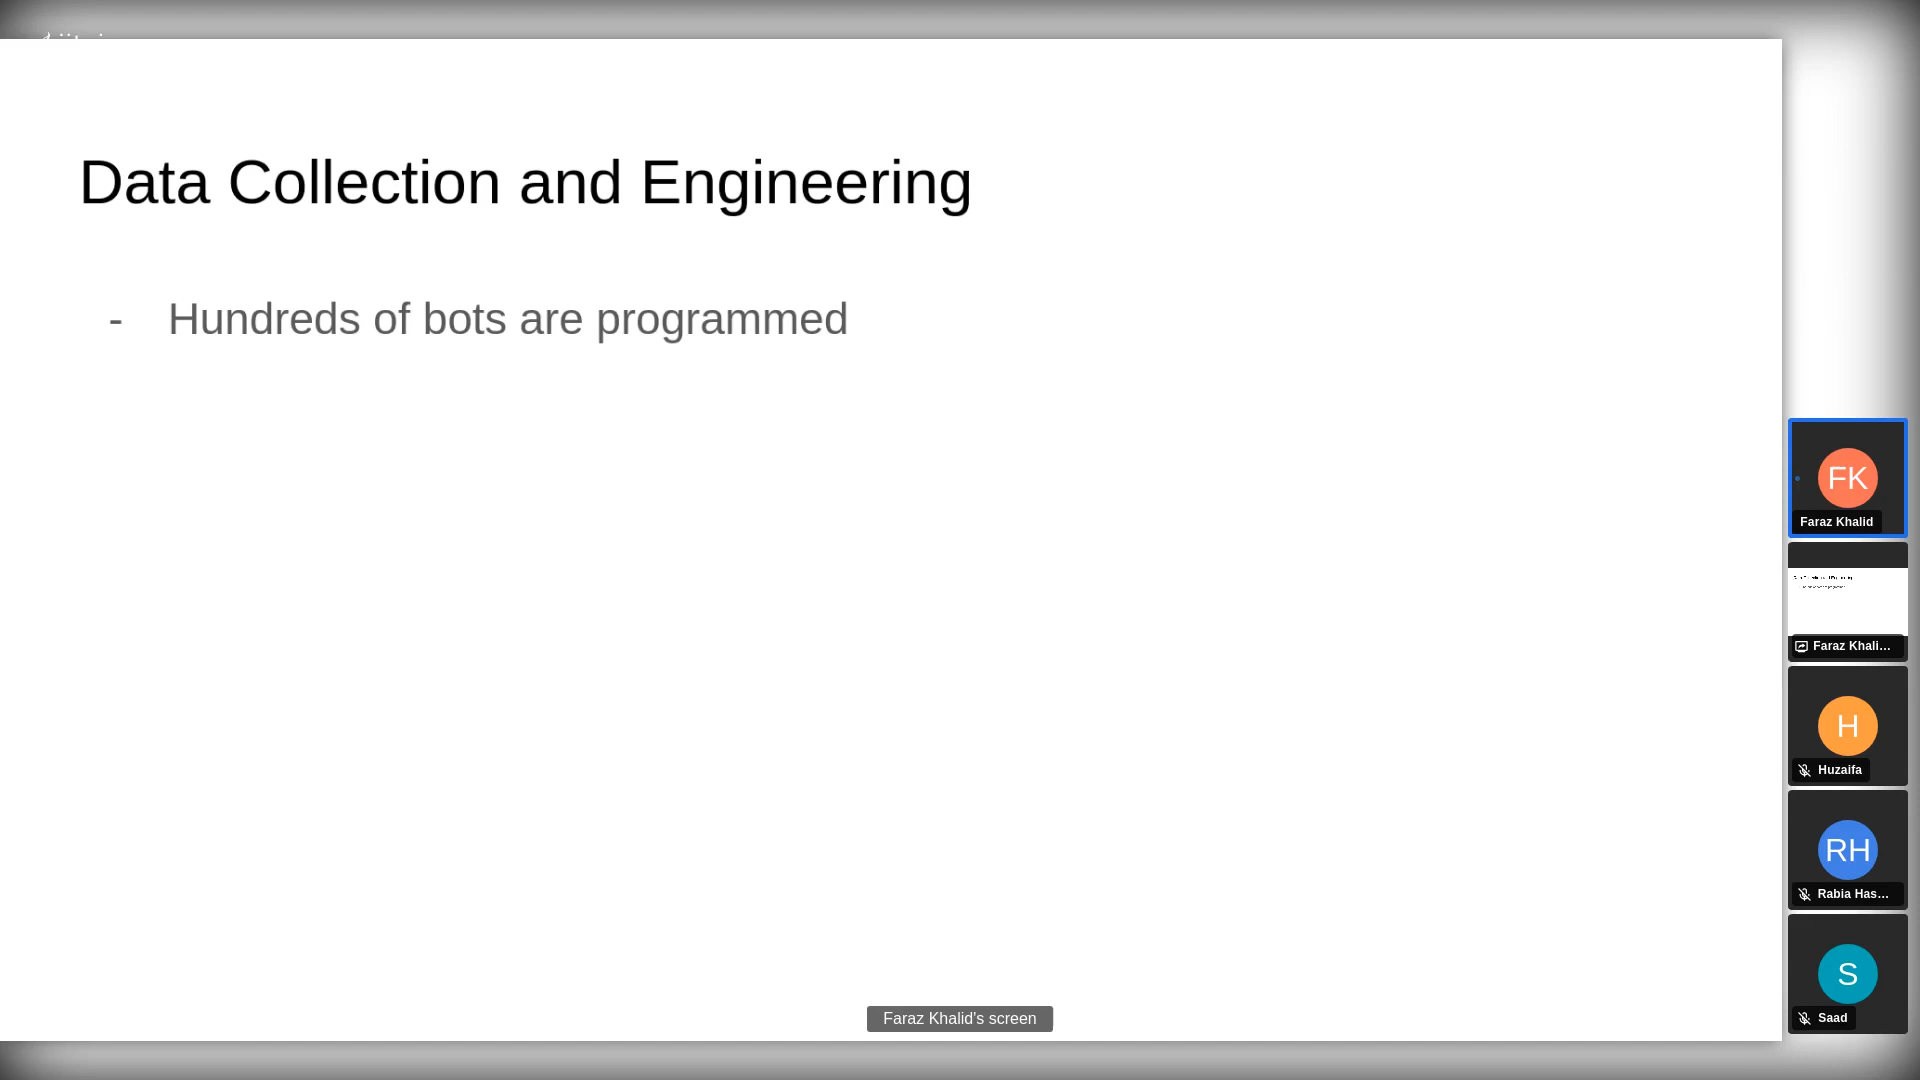 Data Collection and Engineering
- Hundreds of bots are programmed
FK
Faraz Khalid
Faraz Khali...
H
Huzaifa
RH
Rabia Has...
S
Saad
Faraz Khalid's screen